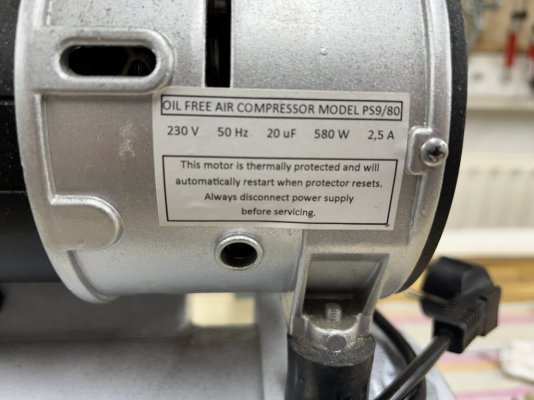 OIL FREE AIR COMPRESSOR MODEL PS9/80
230 V 50 Hz 20 uF 580 W 2,5 A
This motor is thermally protected and will
automatically restart when protector resets.
Always disconnect power supply
before servicing.